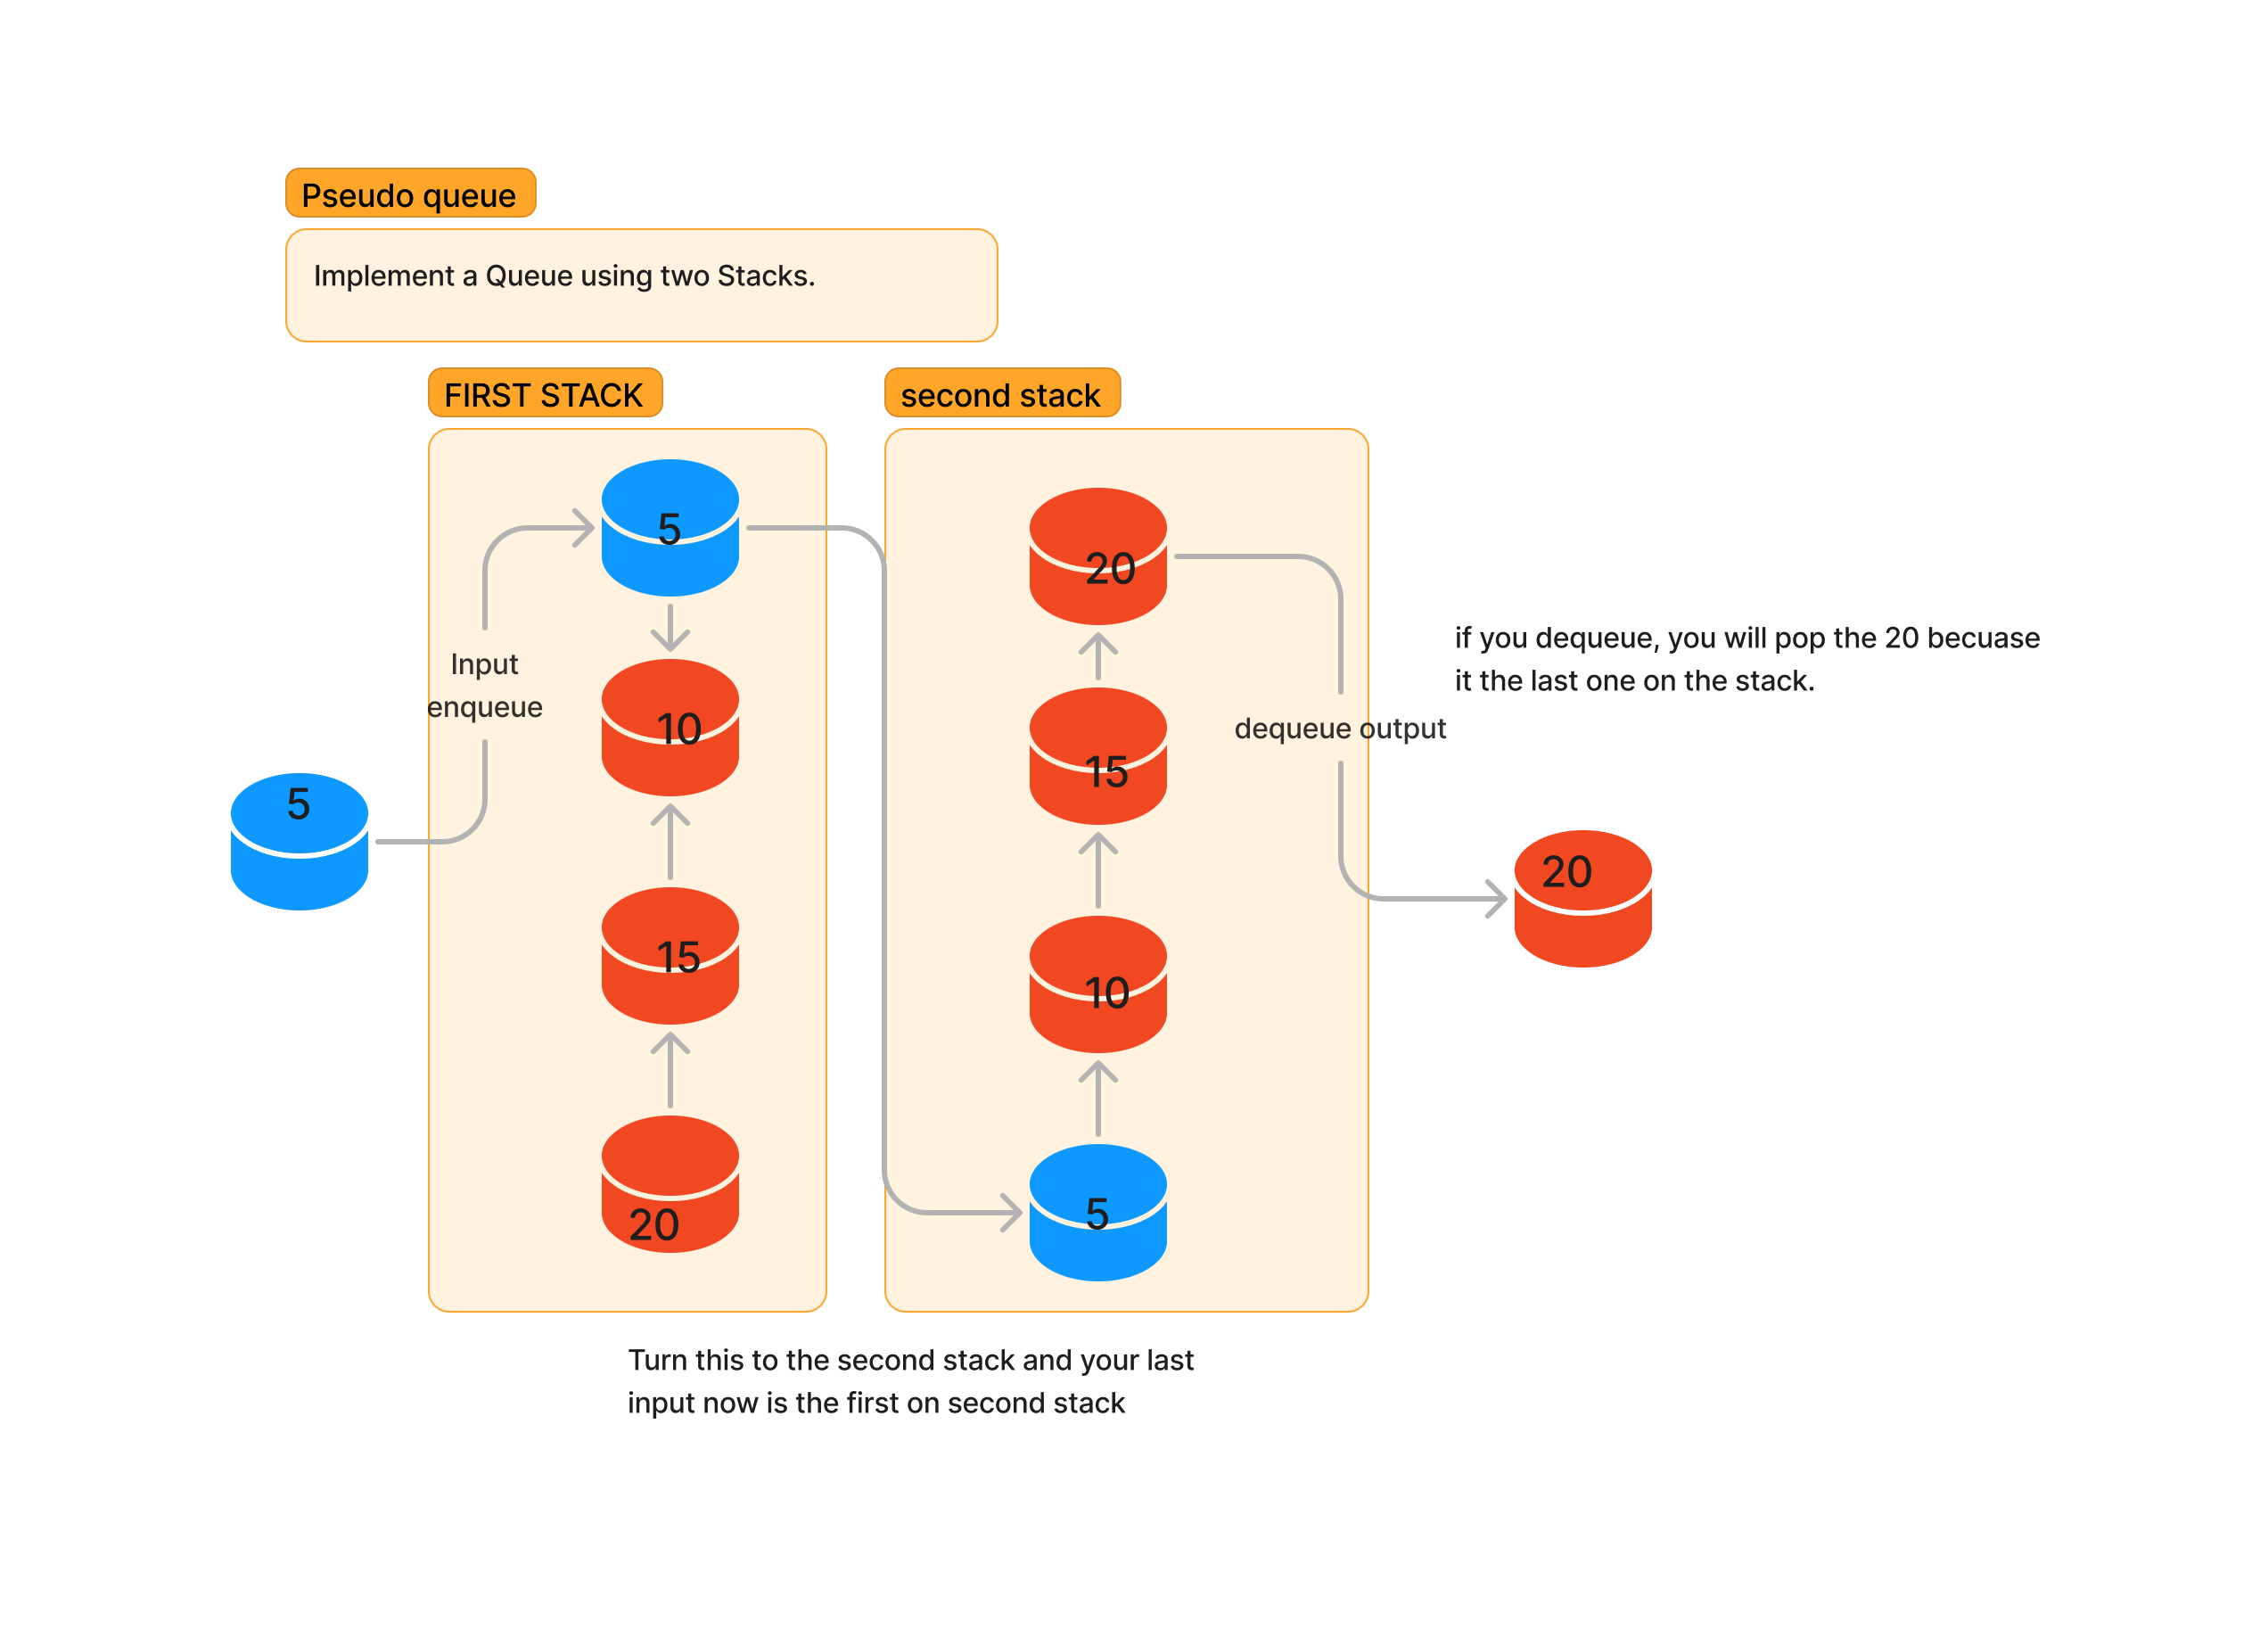 Pseudo queue
Implement a Queue using two Stacks.
FIRST STACK
5
10
15
20
second stack
20
15
10
5
Input
enqueue
5
dequeue output
if you dequeue, you will pop the 20 becuase
it the last one on the stack.
20
Turn this to the second stack and your last
input now is the first on second stack